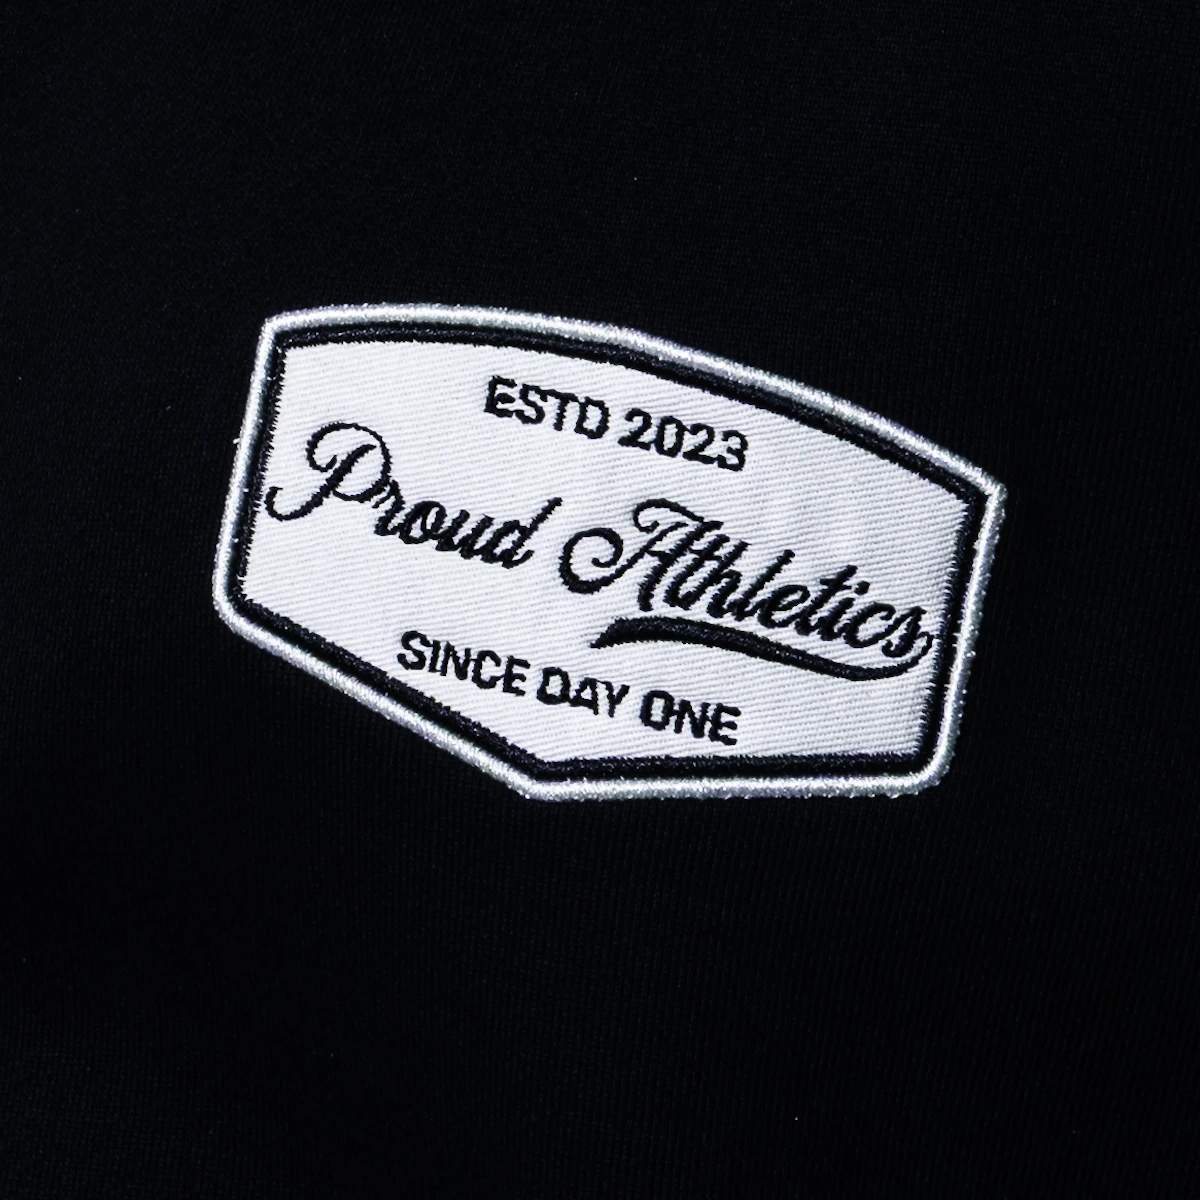 ESTD 2023
Proud Athletics
SINCE DAY ONE